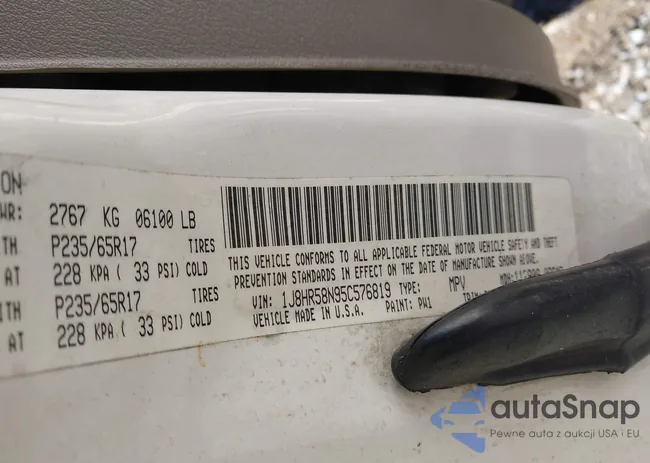 ON
WR: 2767 KG 06100 LB
TH P235/65R17 TIRES
AT 228 KPA ( 33 PSI) COLD
ITH P235/65R17 TIRES
AT 228 KPA ( 33 PSI) COLD
THIS VEHICLE CONFORMS TO ALL APPLICABLE FEDERAL MOTOR VEHICLE SAFETY AND THEFT
PREVENTION STANDARDS IN EFFECT ON THE DATE OF MANUFACTURE SHOWN ABOVE.
VIN: 1J8HR58N95C576819 TYPE: MPV
VEHICLE MADE IN U.S.A. PAINT: PW1
autaSnap
Pewne auta z aukcji USA i EU